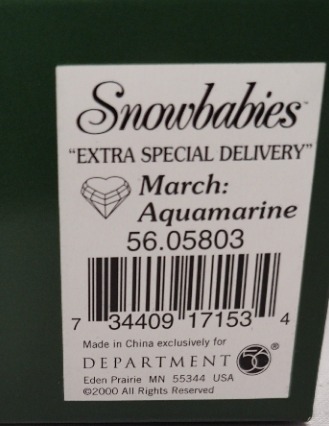 Snowbabies™
"EXTRA SPECIAL DELIVERY"
March:
Aquamarine
56.05803
7 34409 17153 4
Made in China exclusively for
DEPARTMENT 56®
Eden Prairie MN 55344 USA
©2000 All Rights Reserved